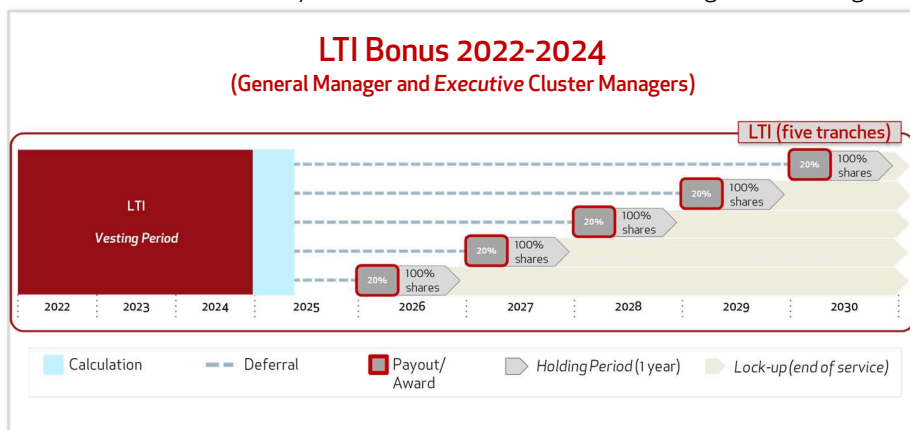 LTI Bonus 2022-2024
(General Manager and Executive Cluster Managers)
LTI (five tranches)
20%
100%
shares
20%
100%
shares
LTI
Vesting Period
20%
100%
shares
20%
100%
shares
20%
100%
shares
2022 2023 2024 2025 2026 2027 2028 2029 2030
Calculation
Deferral
Payout/
Award
Holding Period (1 year)
Lock-up (end of service)